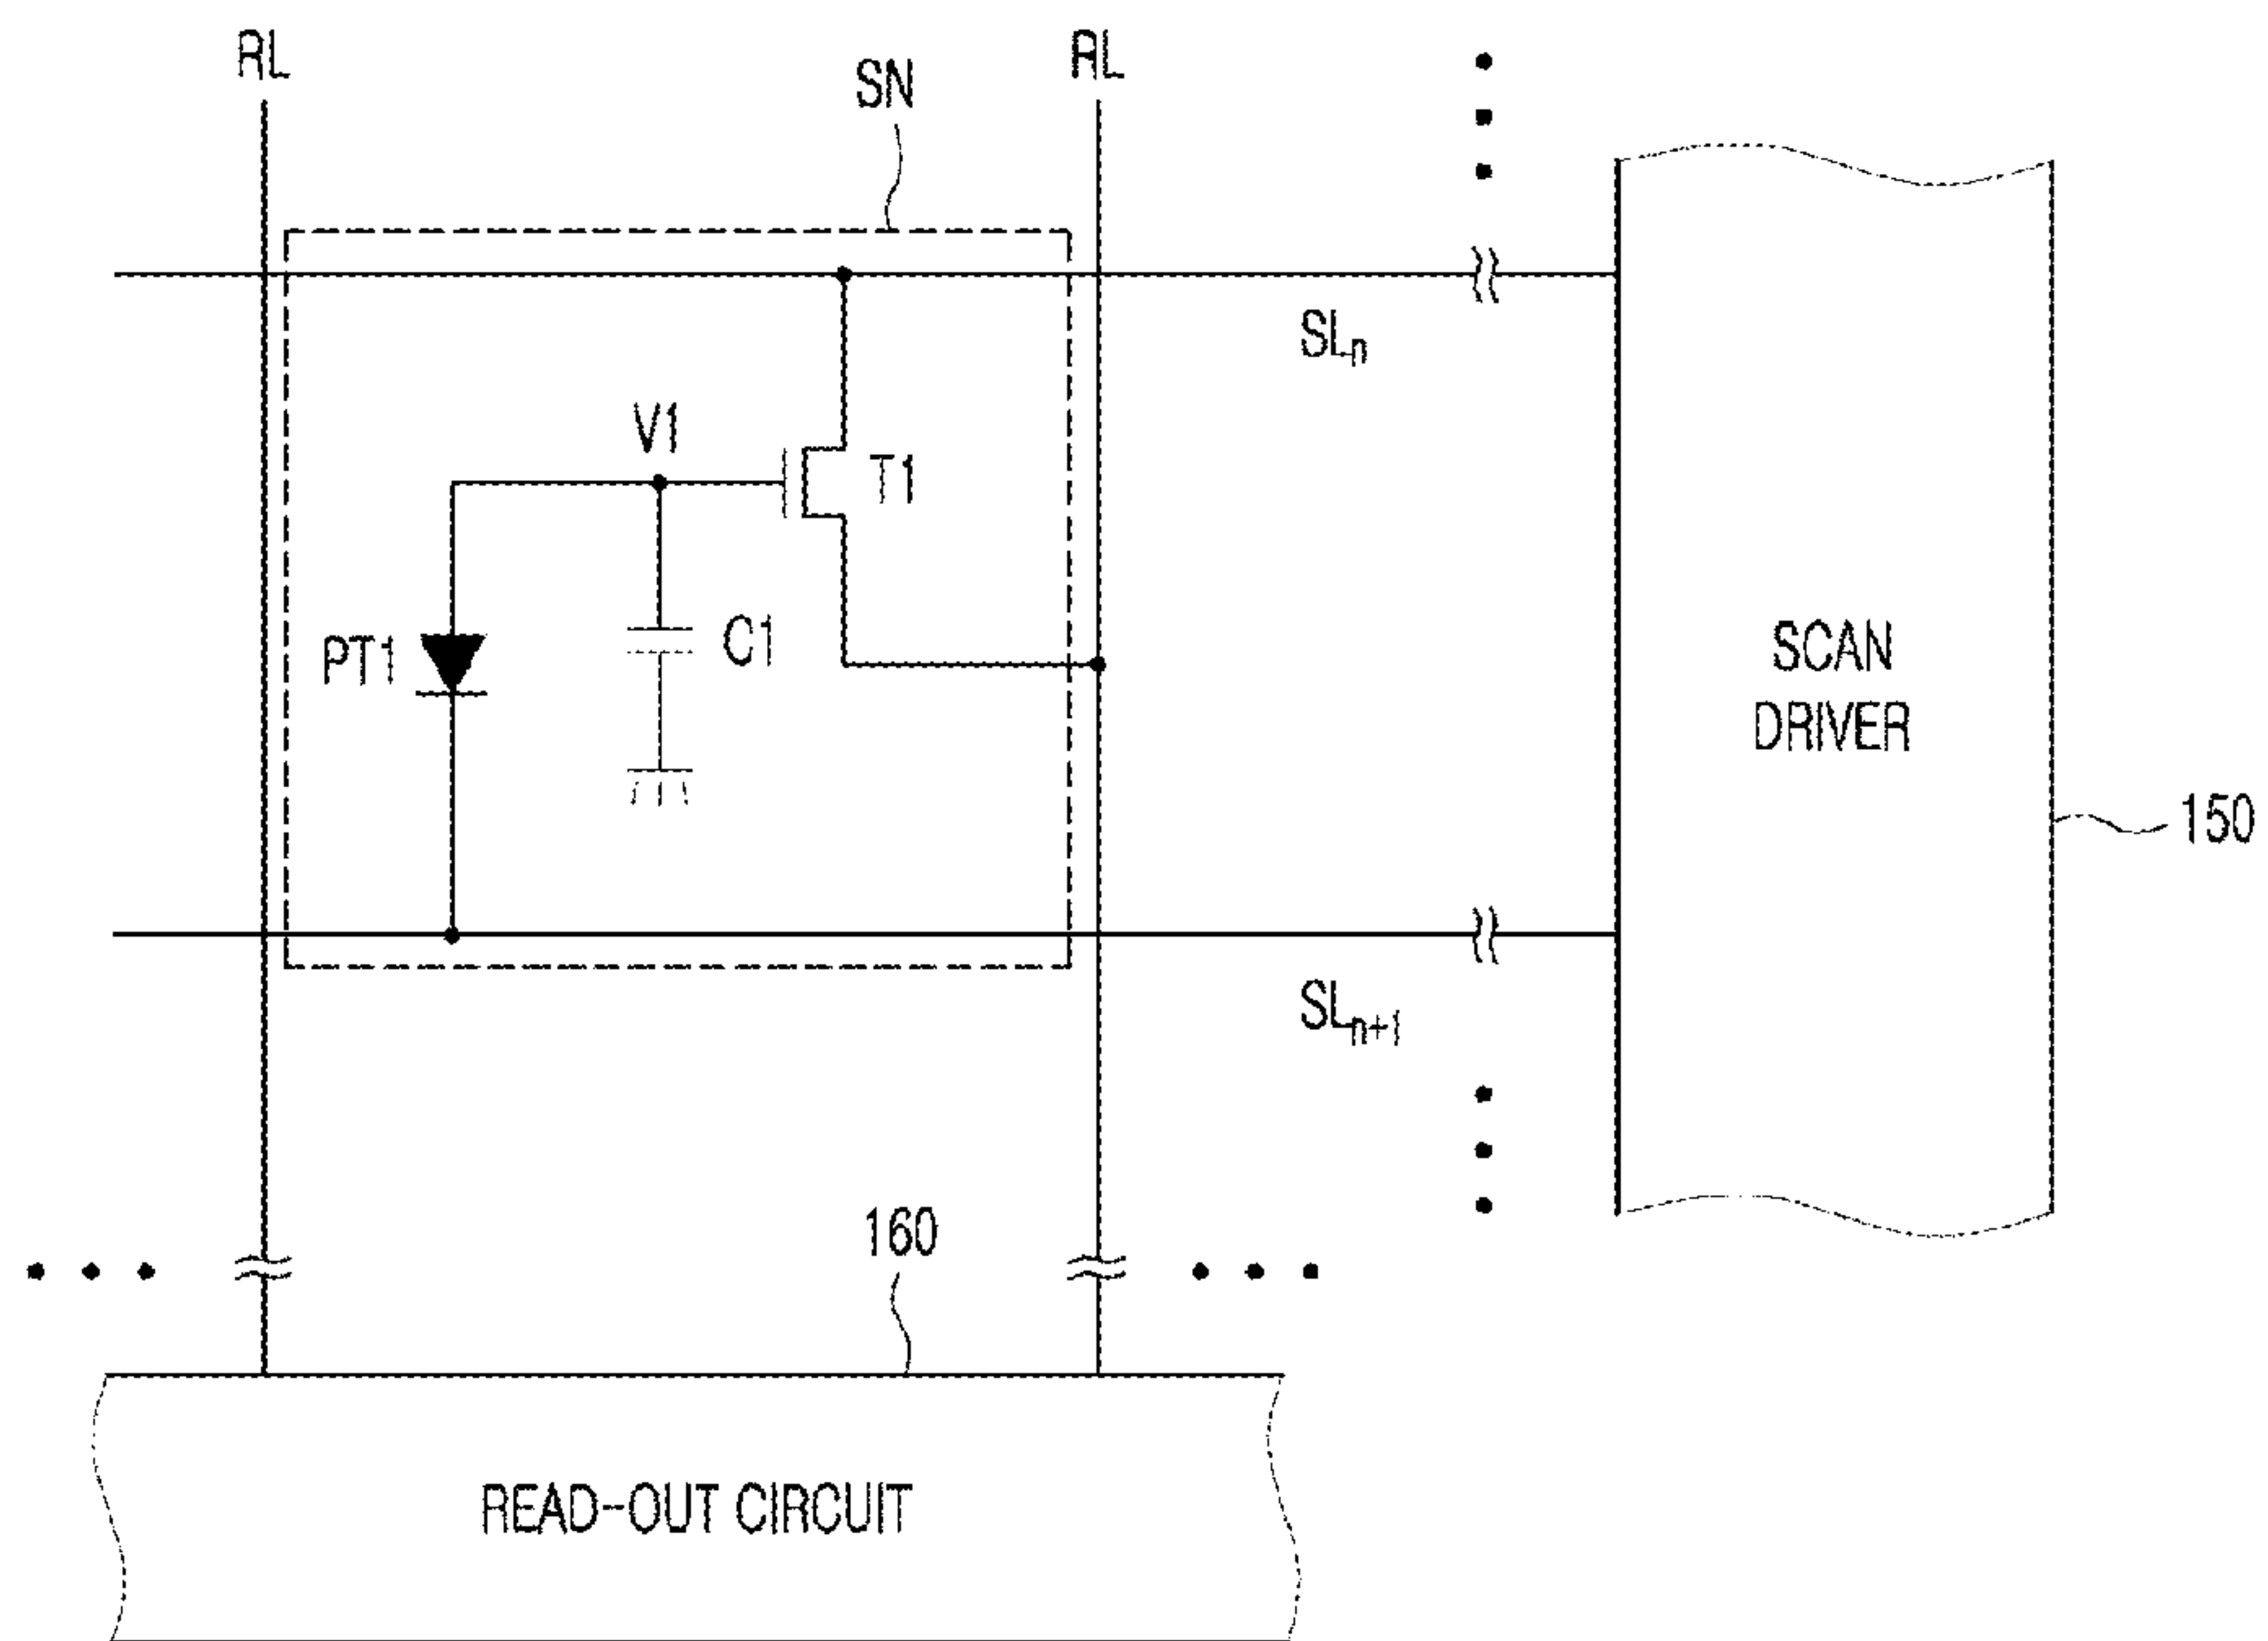 RL
SN
RL
SLn
V1
T1
PT1
C1
SCAN
DRIVER
150
SLn+1
160
READ-OUT CIRCUIT